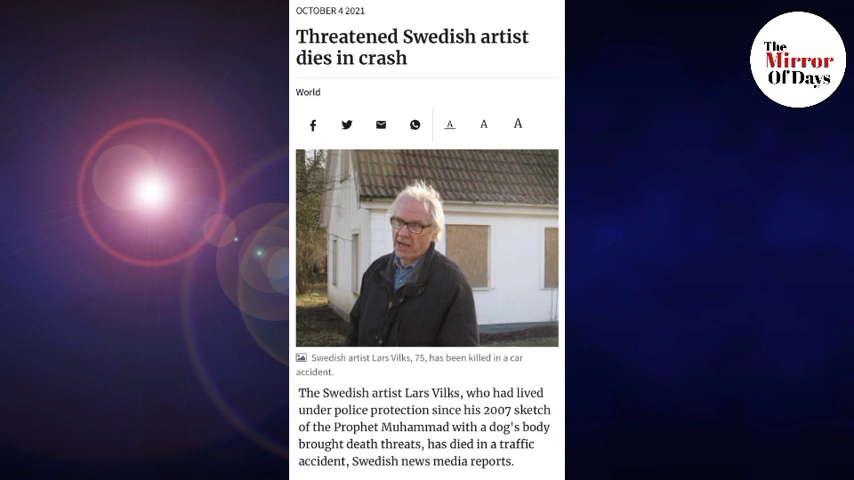 OCTOBER 4 2021
Threatened Swedish artist
dies in crash
World
A A A
Swedish artist Lars Vilks, 75, has been killed in a car
accident.
The Swedish artist Lars Vilks, who had lived
under police protection since his 2007 sketch
of the Prophet Muhammad with a dog's body
brought death threats, has died in a traffic
accident, Swedish news media reports.
The
Mirror
Of Days